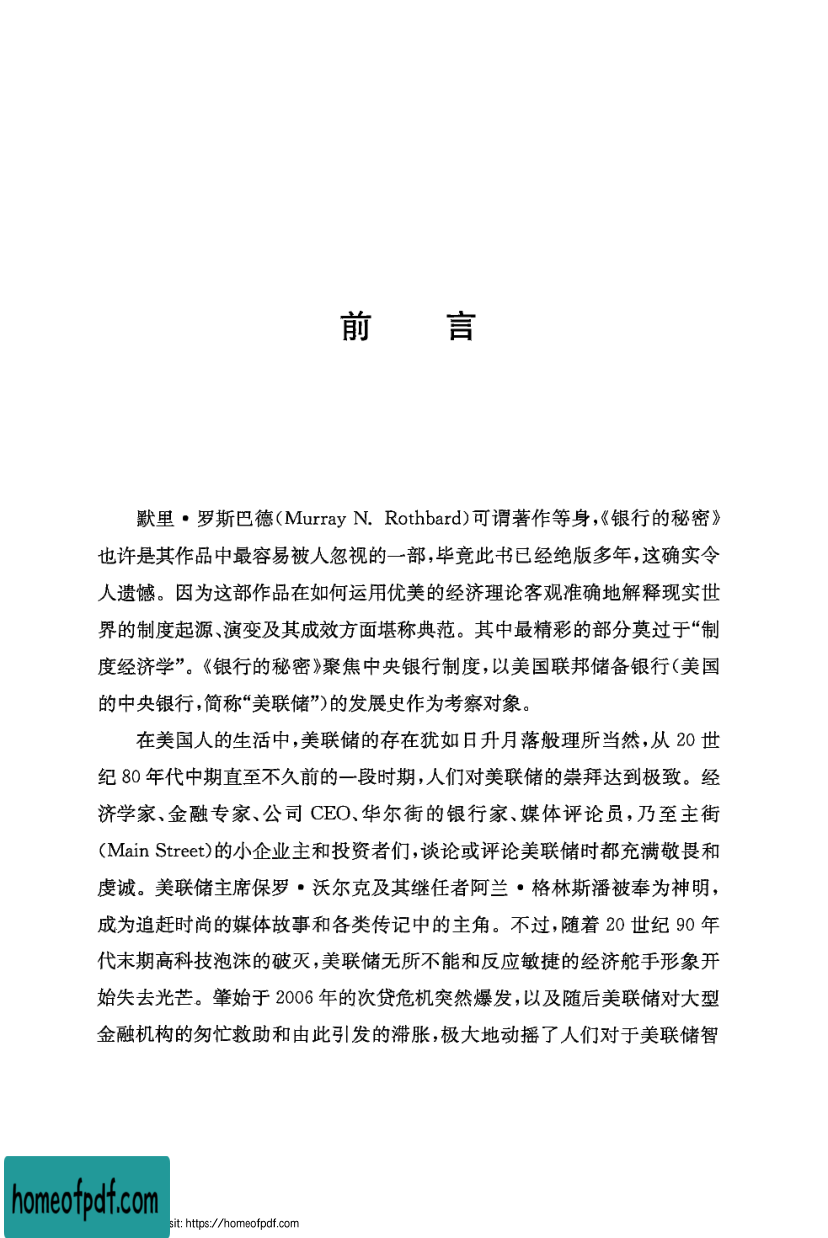 前 言
默里·罗斯巴德(Murray N. Rothbard)可谓著作等身,《银行的秘密》
也许是其作品中最容易被人忽视的一部,毕竟此书已经绝版多年,这确实令
人遗憾。因为这部作品在如何运用优美的经济理论客观准确地解释现实世
界的制度起源、演变及其成效方面堪称典范。其中最精彩的部分莫过于“制
度经济学”。《银行的秘密》聚焦中央银行制度,以美国联邦储备银行(美国
的中央银行,简称“美联储”)的发展史作为考察对象。
在美国人的生活中,美联储的存在犹如日升月落般理所当然,从 20 世
纪 80 年代中期直至不久前的一段时期,人们对美联储的崇拜达到极致。经
济学家、金融专家、公司 CEO、华尔街的银行家、媒体评论员,乃至主街
(Main Street)的小企业主和投资者们,谈论或评论美联储时都充满敬畏和
虔诚。美联储主席保罗·沃尔克及其继任者阿兰·格林斯潘被奉为神明,
成为追赶时尚的媒体故事和各类传记中的主角。不过,随着 20 世纪 90 年
代末期高科技泡沫的破灭,美联储无所不能和反应敏捷的经济舵手形象开
始失去光芒。肇始于 2006 年的次贷危机突然爆发,以及随后美联储对大型
金融机构的匆忙救助和由此引发的滞胀,极大地动摇了人们对于美联储智
homeofpdf.com
sit: https://homeofpdf.com